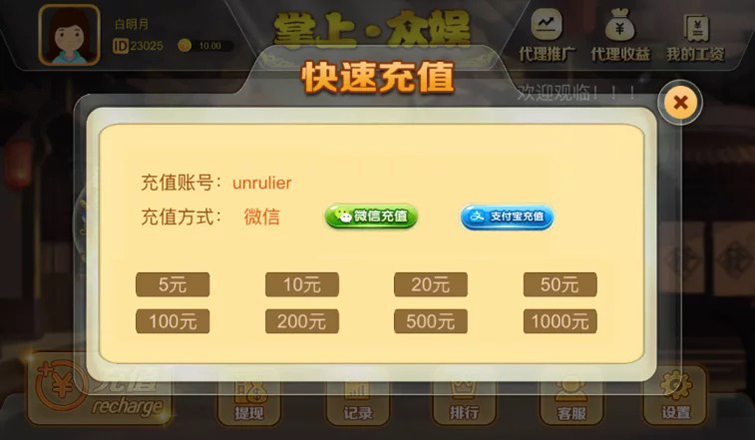 白明月
ID 23025
10.00
掌上·众娱
代理推广
代理收益
我的工资
快速充值
欢迎观临！！！
充值账号：unrulier
充值方式：微信
微信充值
支付宝充值
5元
10元
20元
50元
100元
200元
500元
1000元
充值
recharge
提现
记录
排行
客服
设置